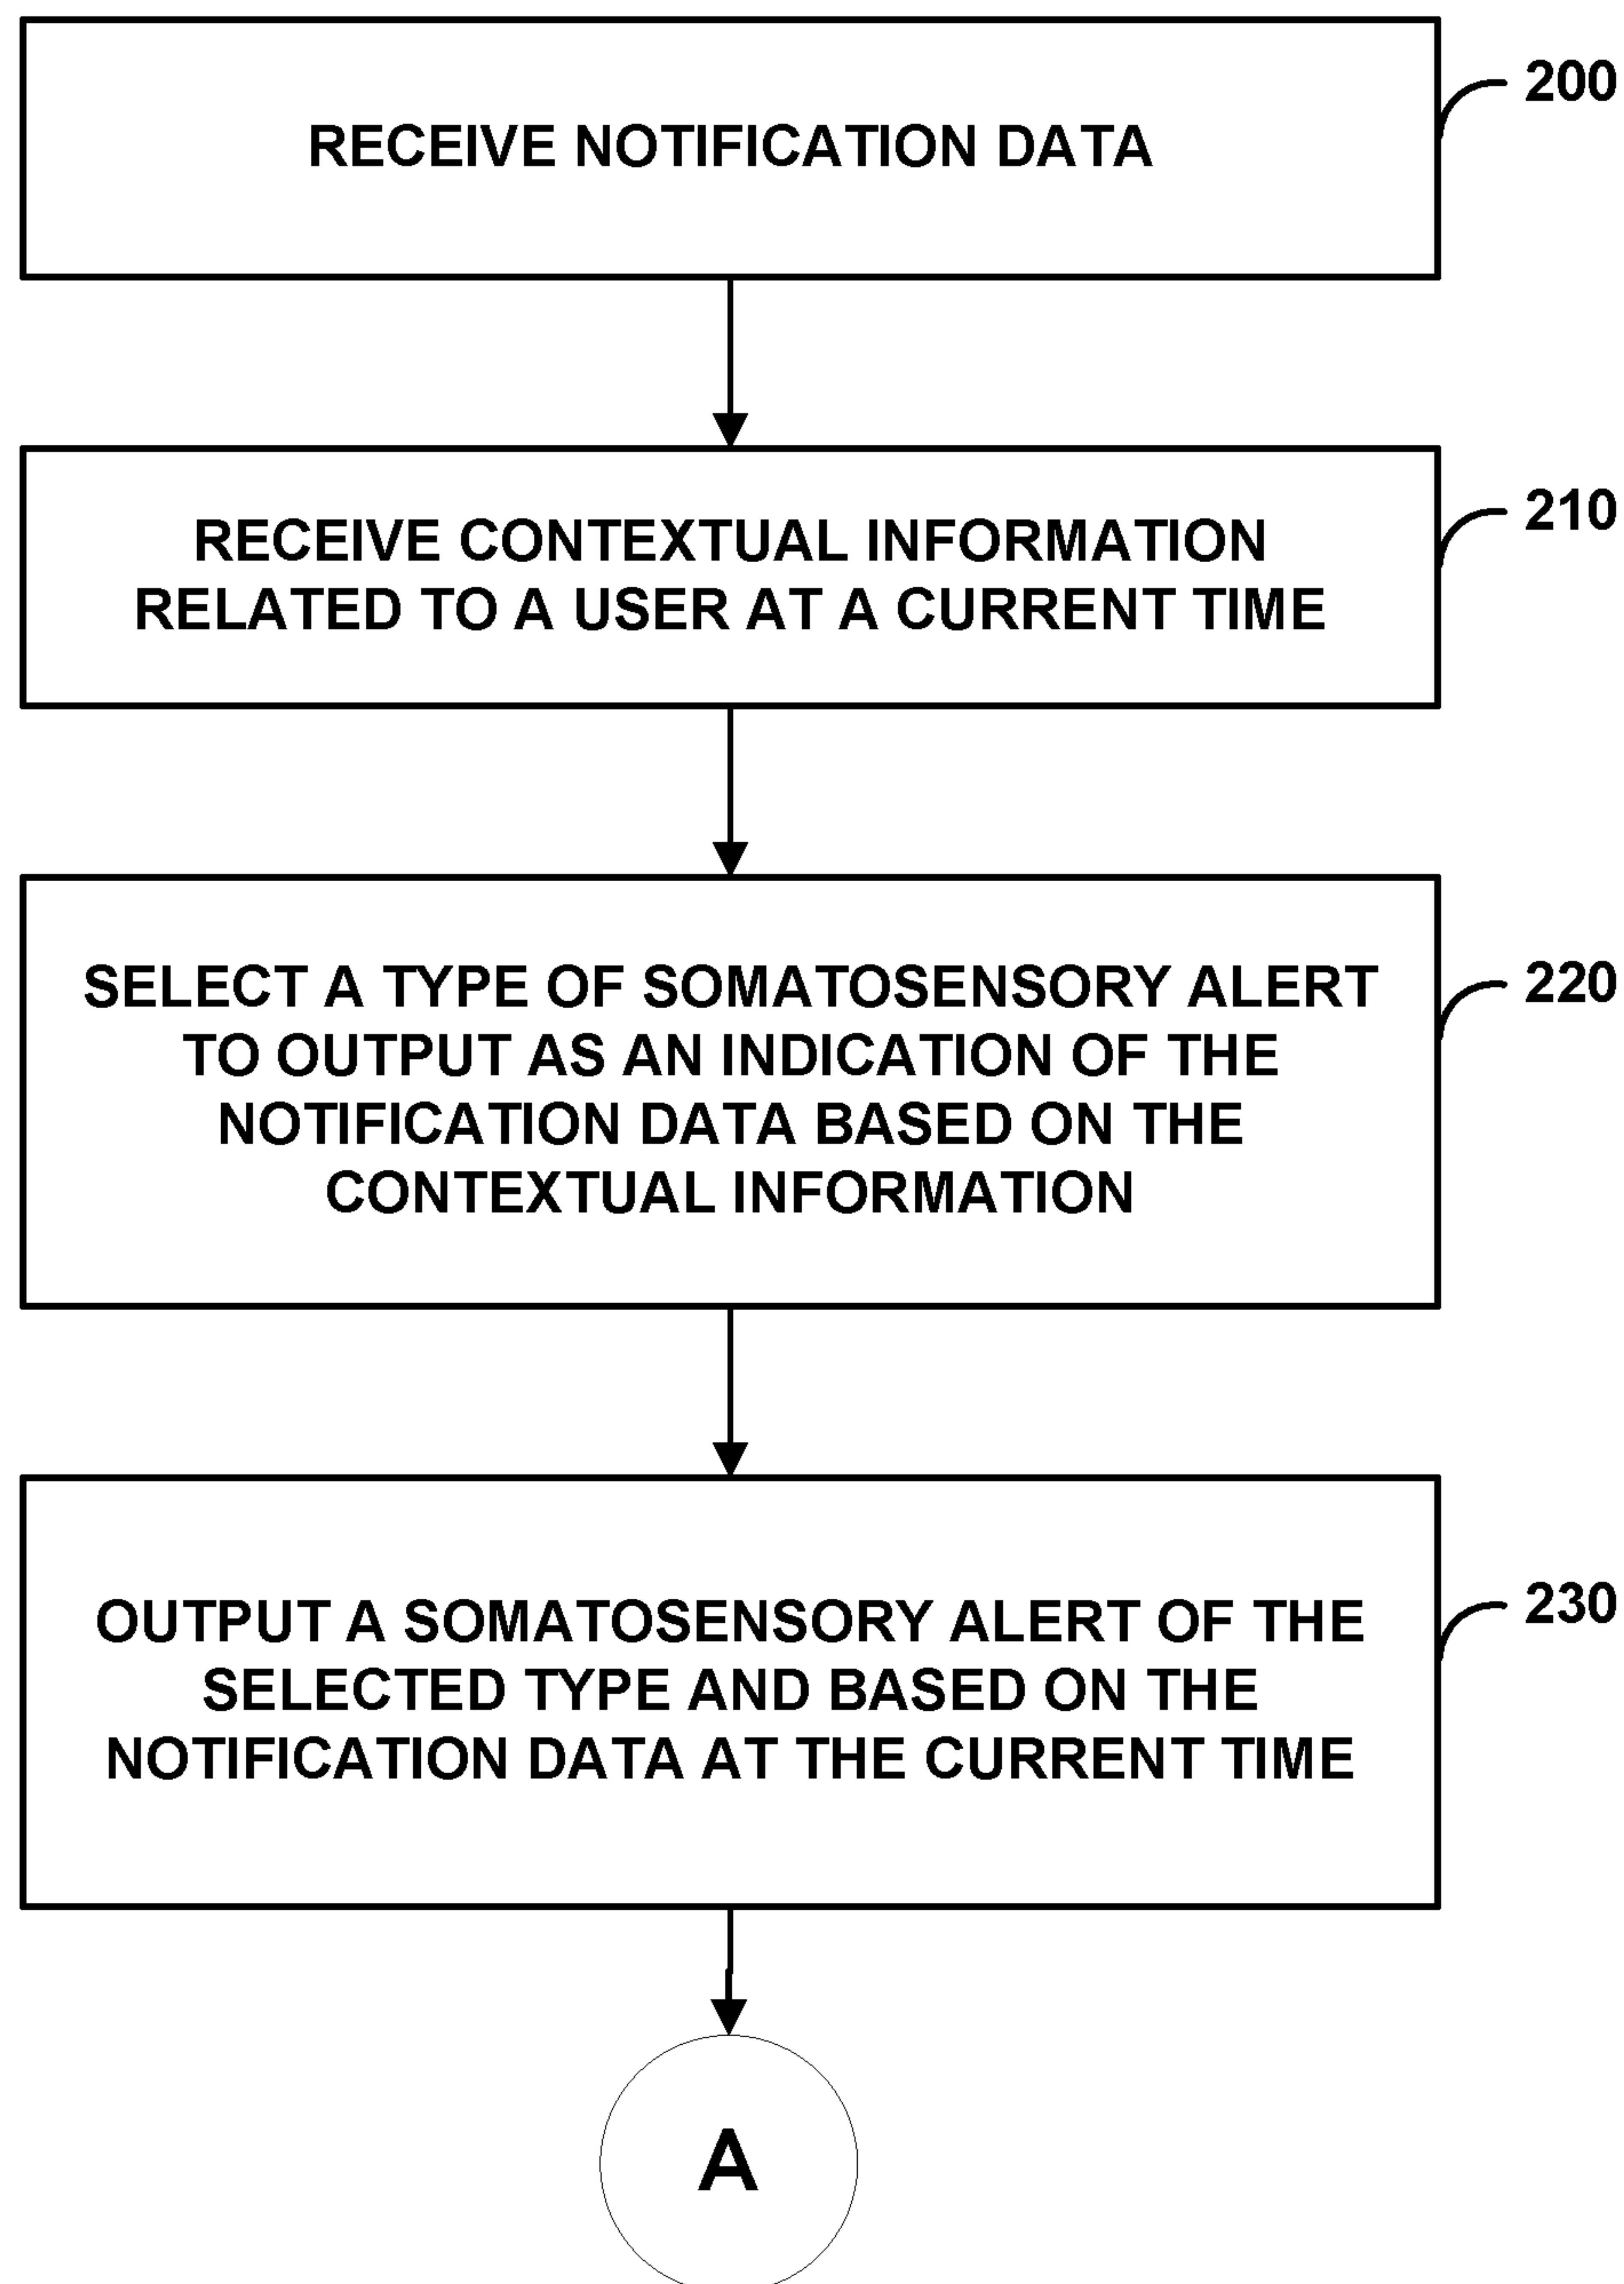 RECEIVE NOTIFICATION DATA
200
RECEIVE CONTEXTUAL INFORMATION
RELATED TO A USER AT A CURRENT TIME
210
SELECT A TYPE OF SOMATOSENSORY ALERT
TO OUTPUT AS AN INDICATION OF THE
NOTIFICATION DATA BASED ON THE
CONTEXTUAL INFORMATION
220
OUTPUT A SOMATOSENSORY ALERT OF THE
SELECTED TYPE AND BASED ON THE
NOTIFICATION DATA AT THE CURRENT TIME
230
A